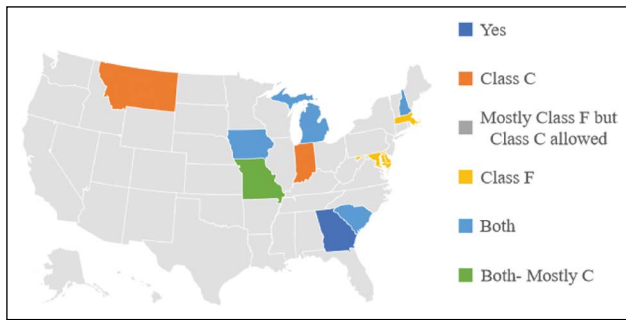 Yes
Class C
Mostly Class F but
Class C allowed
Class F
Both
Both- Mostly C